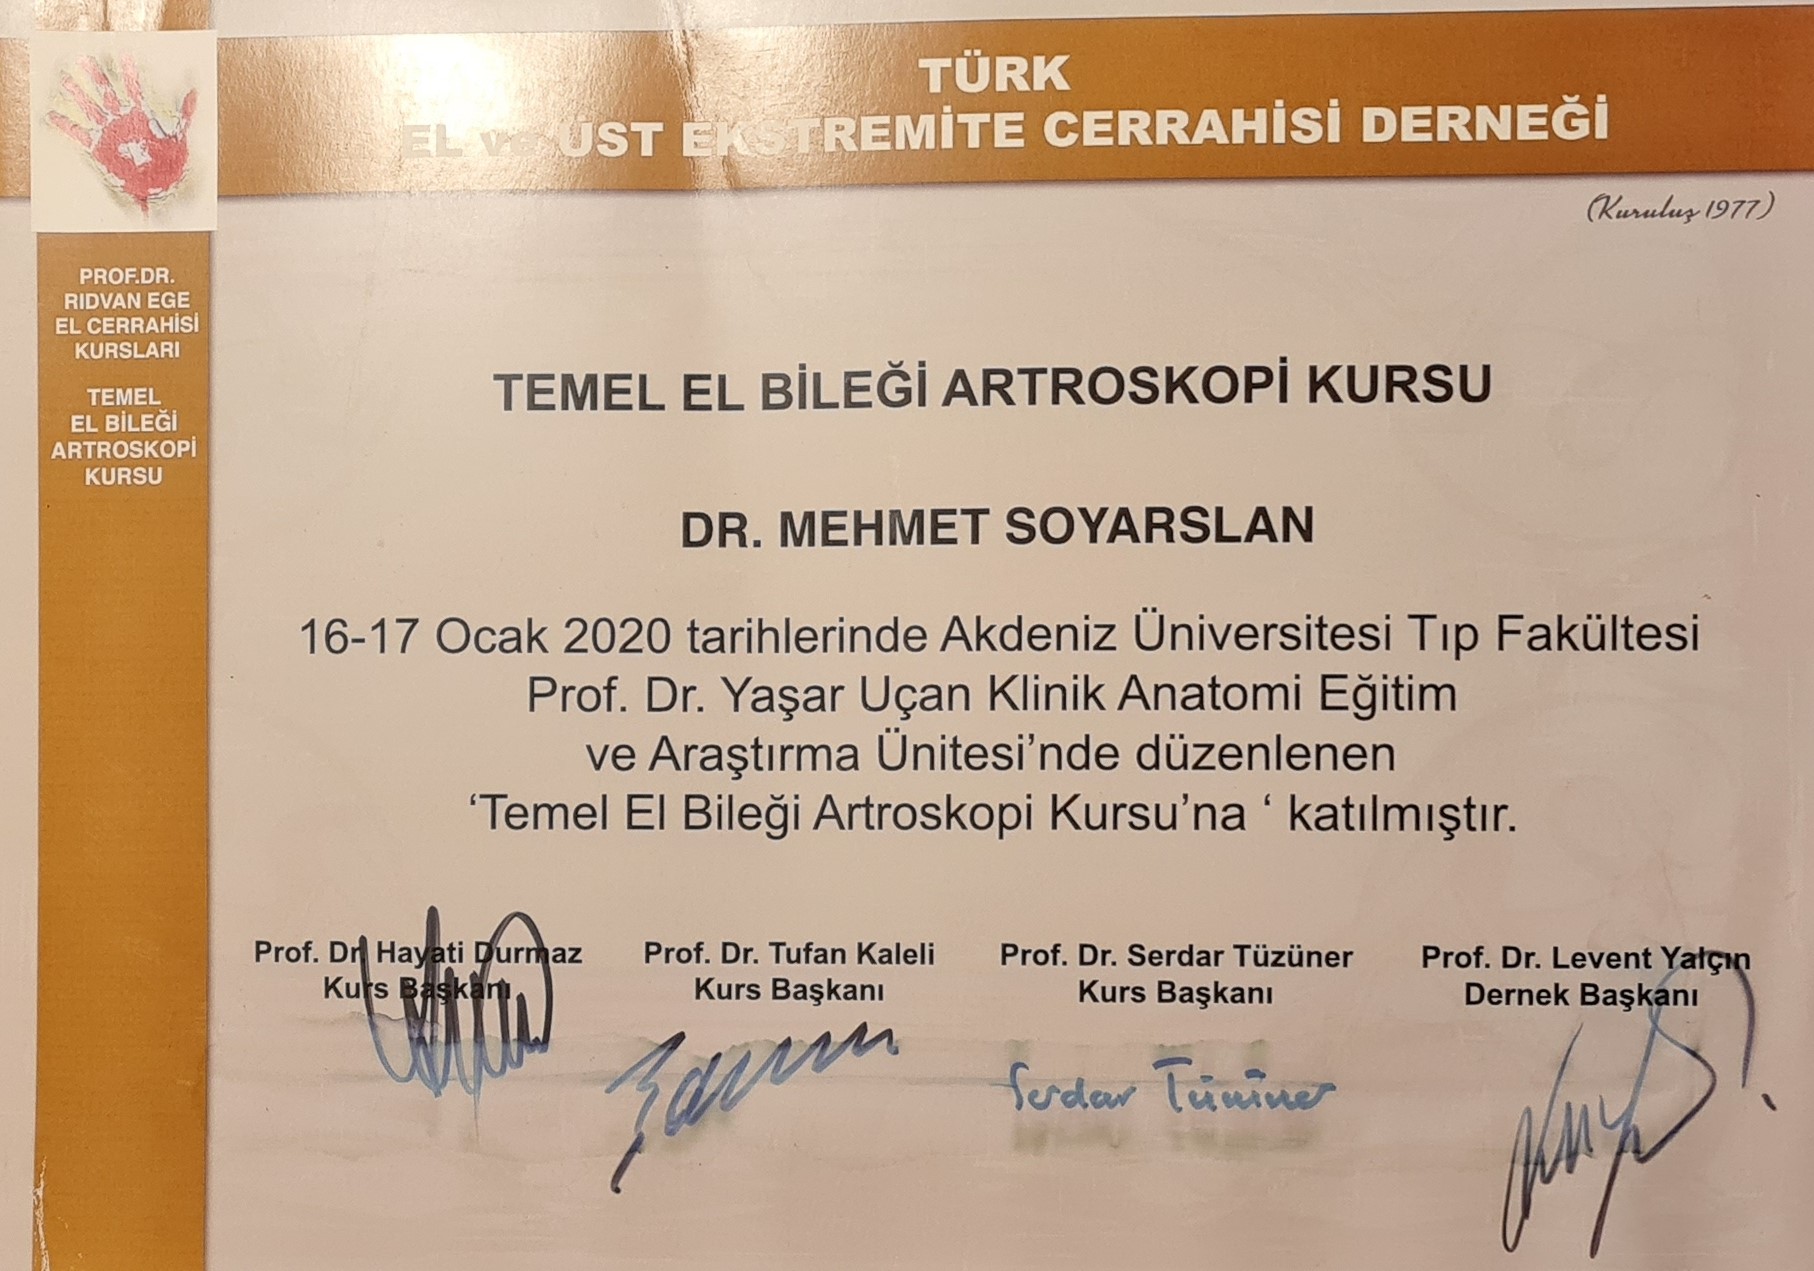 TÜRK
EL ve ÜST EKSTREMİTE CERRAHİSİ DERNEĞİ
(Kuruluş 1977)
PROF.DR.
RIDVAN EGE
EL CERRAHİSİ
KURSLARI
TEMEL
EL BİLEĞİ
ARTROSKOPİ
KURSU
TEMEL EL BİLEĞİ ARTROSKOPİ KURSU
DR. MEHMET SOYARSLAN
16-17 Ocak 2020 tarihlerinde Akdeniz Üniversitesi Tıp Fakültesi
Prof. Dr. Yaşar Uçan Klinik Anatomi Eğitim
ve Araştırma Ünitesi’nde düzenlenen
‘Temel El Bileği Artroskopi Kursu’na ‘ katılmıştır.
Prof. Dr. Hayati Durmaz
Kurs Başkanı
Prof. Dr. Tufan Kaleli
Kurs Başkanı
Prof. Dr. Serdar Tüzüner
Kurs Başkanı
Prof. Dr. Levent Yalçın
Dernek Başkanı
Serdar Tüzüner